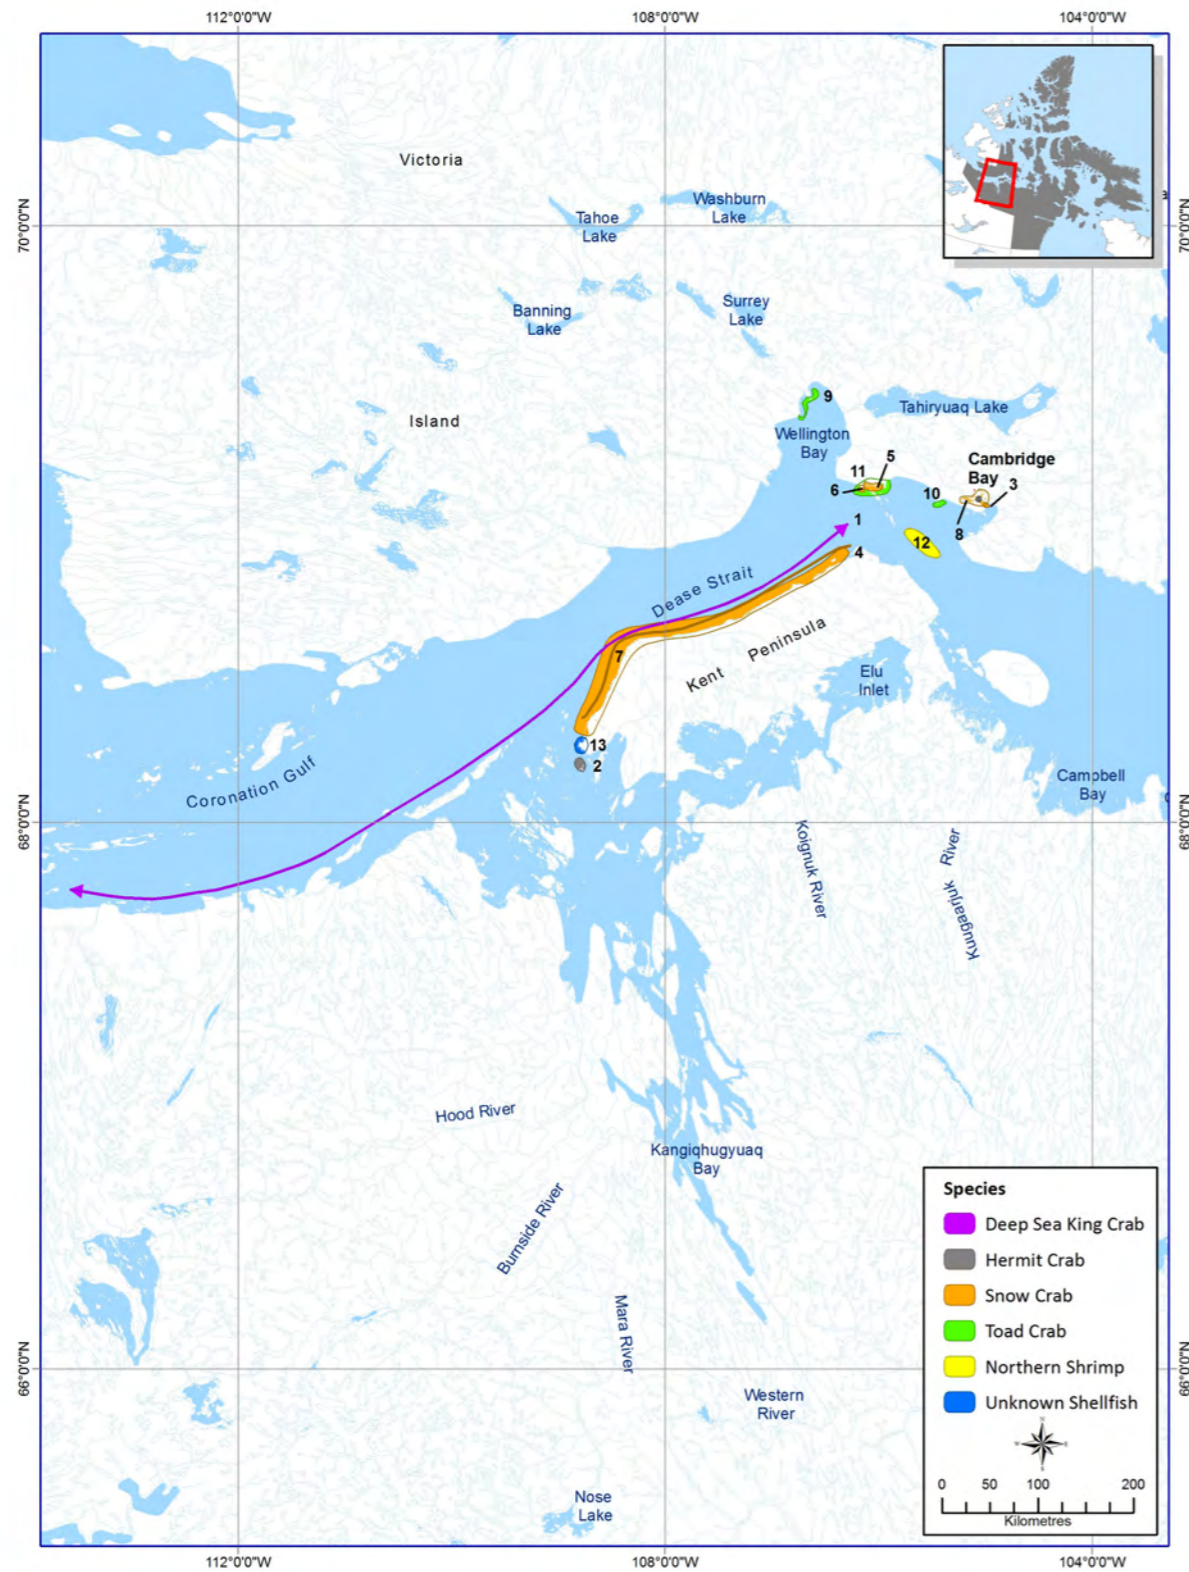 112°0'0"W
108°0'0"W
104°0'0"W
70°0'0"N
70°0'0"N
Victoria
Washburn
Lake
Tahoe
Lake
Banning
Lake
Surrey
Lake
Island
9
Tahiryuaq Lake
Wellington
Bay
5
11
6
Cambridge
Bay
3
10
8
1
12
4
Dease Strait
7
Kent Peninsula
Elu
Inlet
13
2
Coronation Gulf
Campbell
Bay
68°0'0"N
68°0'0"N
Koignuk River
Kuugaarjuk River
Hood River
Kangiqhugyuaq
Bay
Burnside River
Mara River
66°0'0"N
66°0'0"N
Western
River
Nose
Lake
Species
Deep Sea King Crab
Hermit Crab
Snow Crab
Toad Crab
Northern Shrimp
Unknown Shellfish
N
W E
S
0 50 100 200
Kilometres
112°0'0"W
108°0'0"W
104°0'0"W